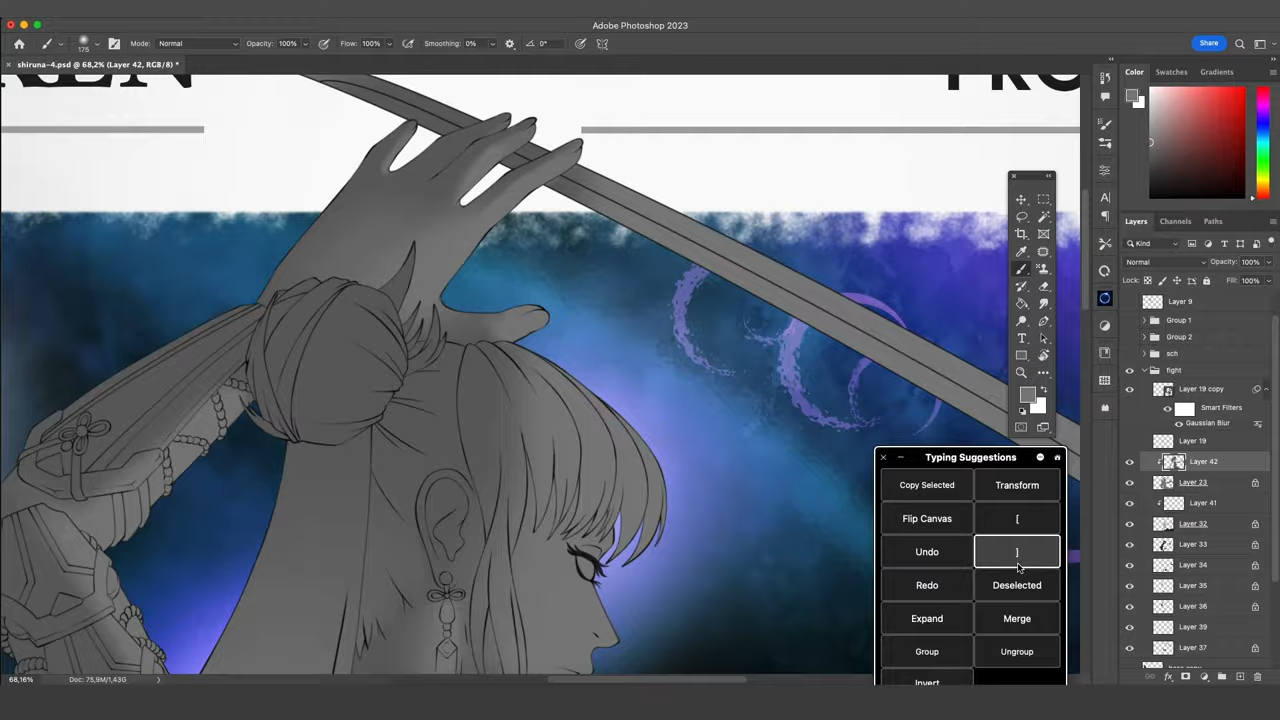 Adobe Photoshop 2023
175
Mode: Normal
Opacity: 100%
Flow: 100%
Smoothing: 0%
0°
Share
× shiruna-4.psd @ 68,2% (Layer 42, RGB/8) *
Color
Swatches
Gradients
Layers
Channels
Paths
Kind
Normal
Opacity: 100%
Lock:
Fill: 100%
Layer 9
Group 1
Group 2
sch
fight
Layer 19 copy
Smart Filters
Gaussian Blur
Layer 19
Layer 42
Layer 23
Layer 41
Layer 32
Layer 33
Layer 34
Layer 35
Layer 36
Layer 39
Layer 37
Typing Suggestions
Copy Selected
Transform
Flip Canvas
[
Undo
]
Redo
Deselected
Expand
Merge
Group
Ungroup
Invert
68,16%
Doc: 75,9M/1,43G